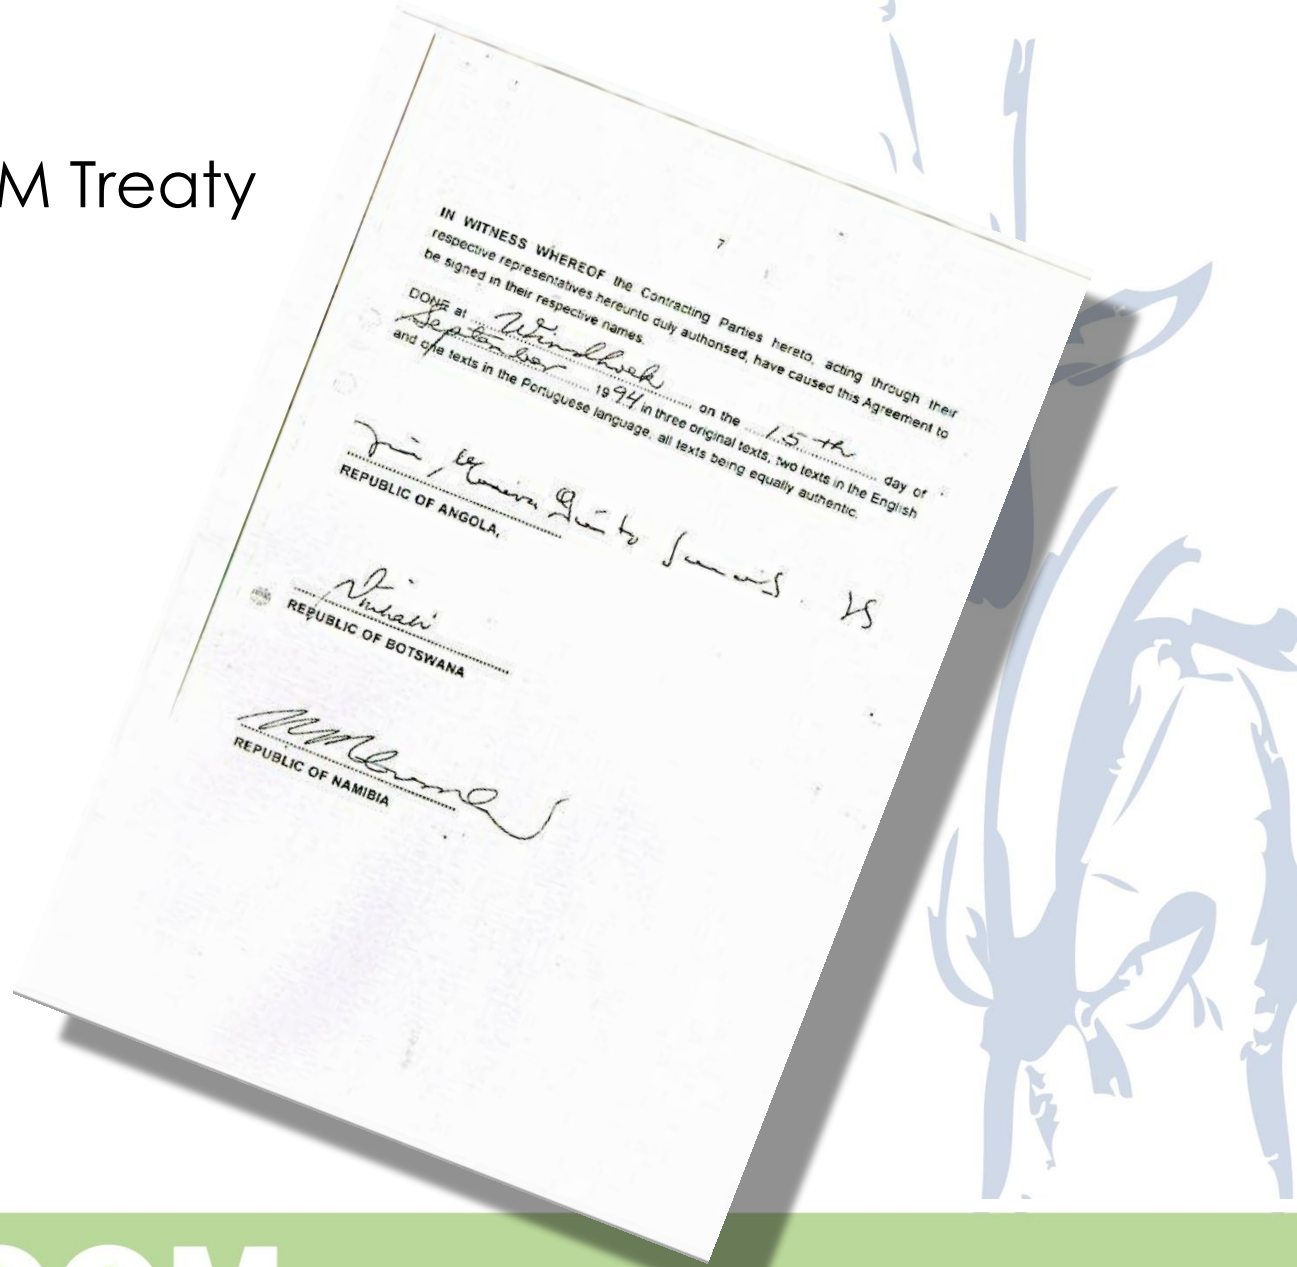 M Treaty
7
IN WITNESS WHEREOF the Contracting Parties hereto, acting through their
respective representatives hereunto duly authorised, have caused this Agreement to
be signed in their respective names.
DONE at Windhoek on the 15th day of
September 1994 in three original texts, two texts in the English
and one texts in the Portuguese language, all texts being equally authentic.
REPUBLIC OF ANGOLA,
REPUBLIC OF BOTSWANA
REPUBLIC OF NAMIBIA
COM